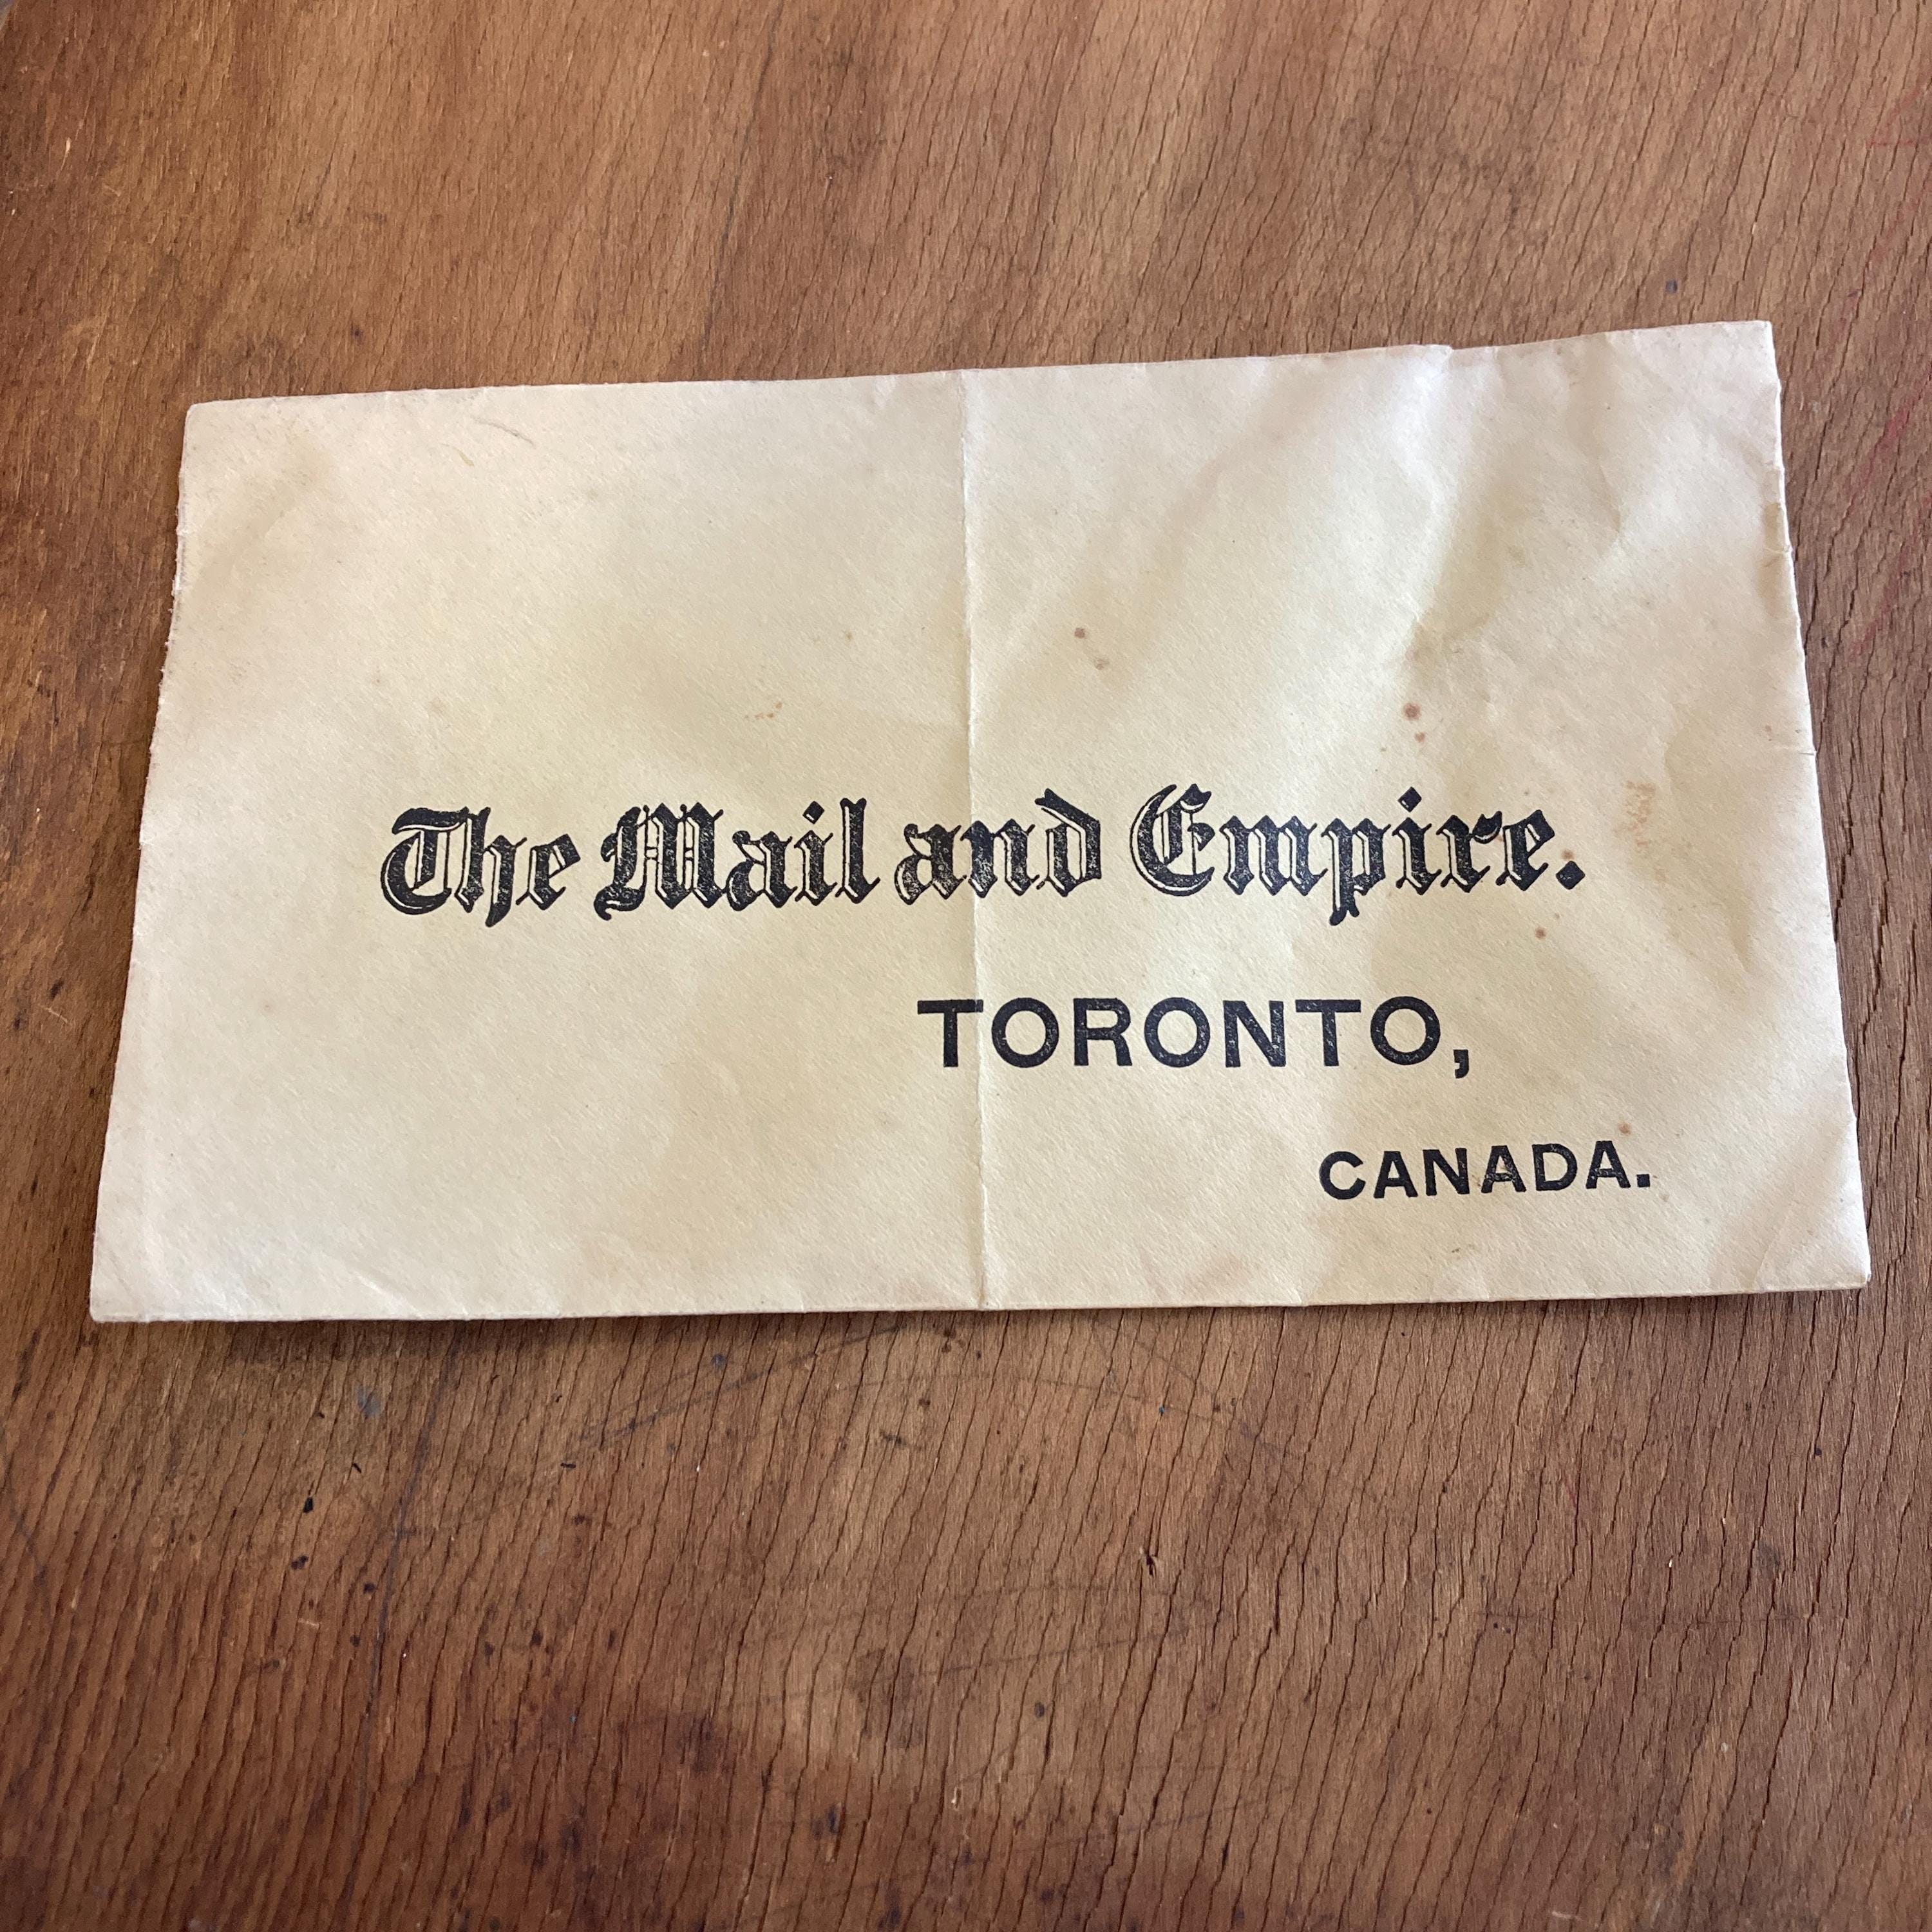 The Mail and Empire.
TORONTO,
CANADA.